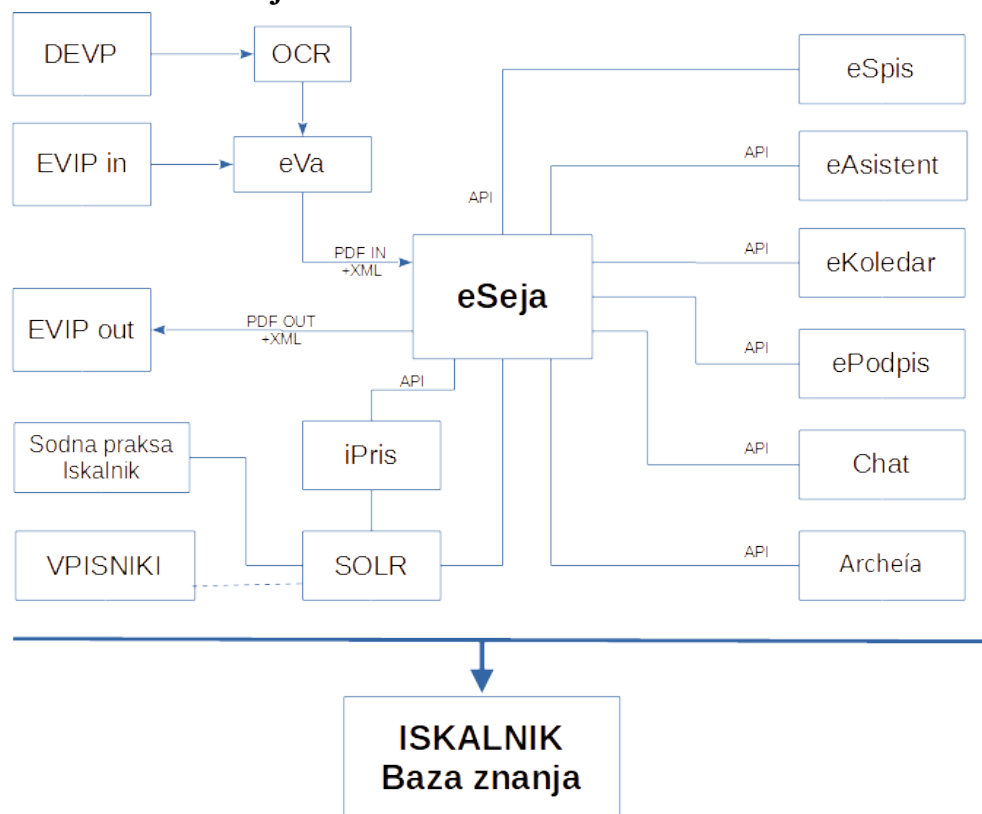 DEVP
OCR
eSpis
EVIP in
eVa
API
eAsistent
API
PDF IN
+XML
eSeja
API
eKoledar
EVIP out
PDF OUT
+XML
API
ePodpis
API
Sodna praksa
Iskalnik
iPris
API
Chat
VPISNIKI
SOLR
API
Archeía
ISKALNIK
Baza znanja